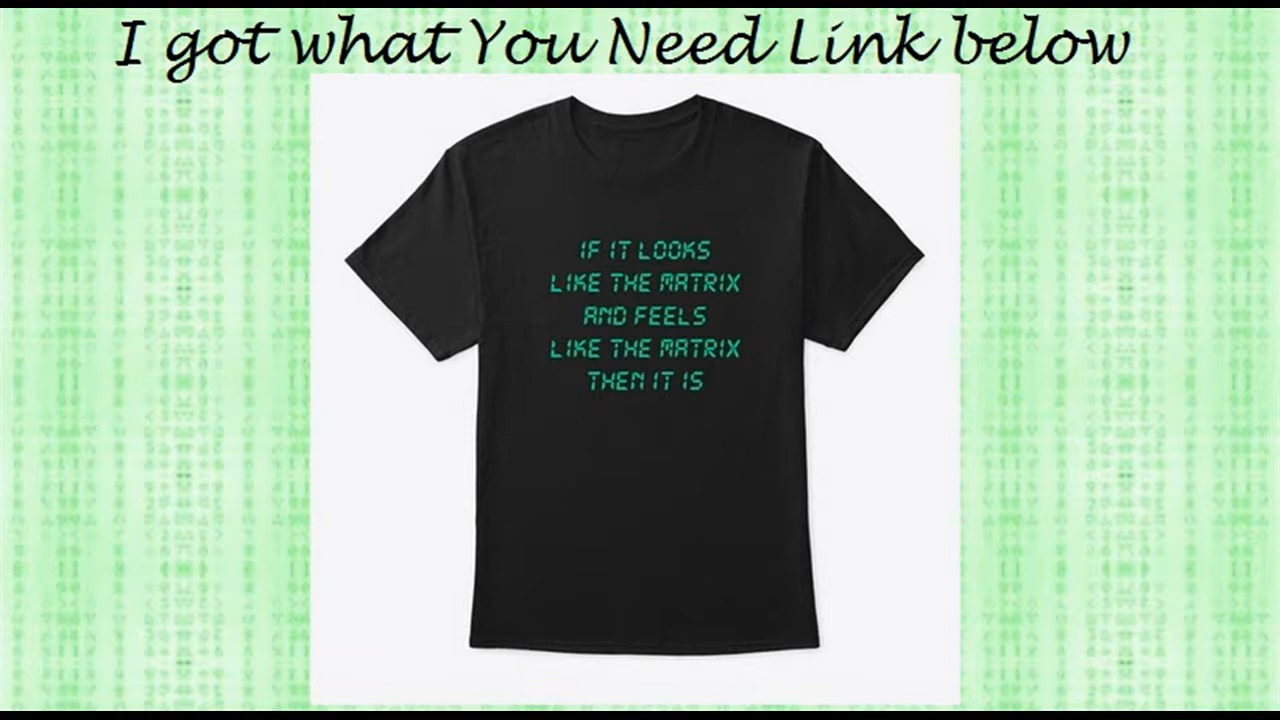 I got what You Need Link below
IF IT LOOKS
LIKE THE MATRIX
AND FEELS
LIKE THE MATRIX
THEN IT IS